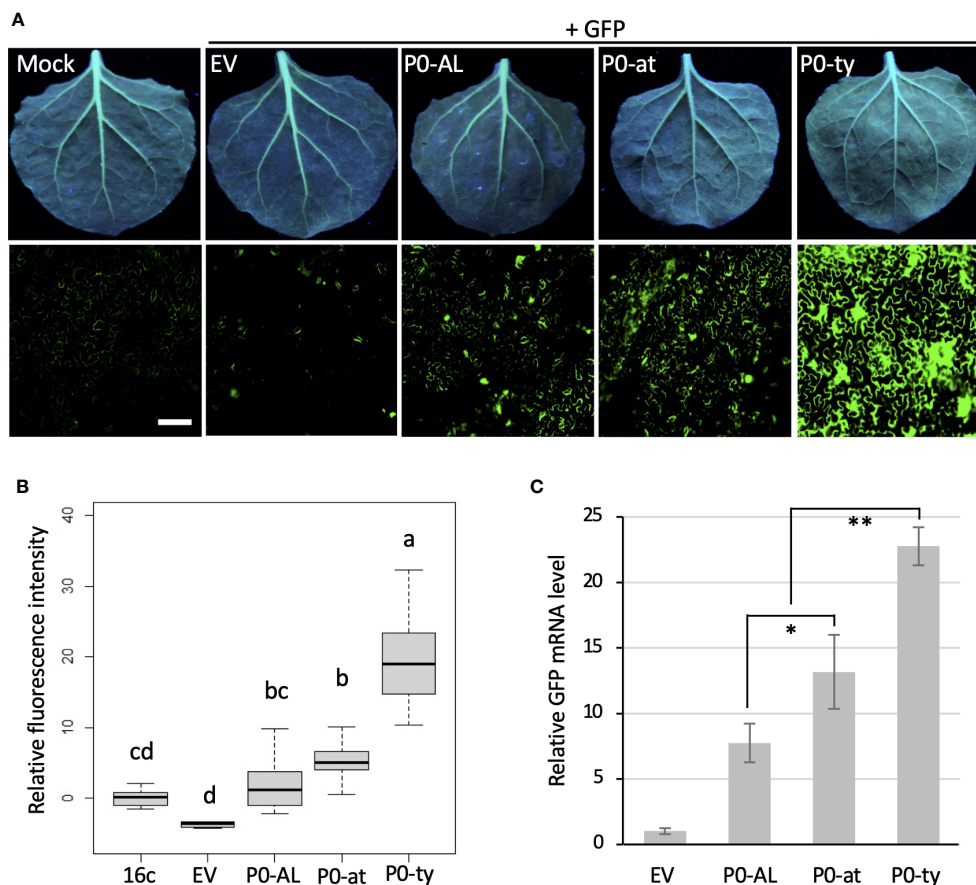 A
+ GFP
Mock EV P0-AL P0-at P0-ty
B
Relative fluorescence intensity
40
30
20
10
0
cd
d
bc
b
a
16c EV P0-AL P0-at P0-ty
C
Relative GFP mRNA level
25
20
15
10
5
0
*
**
EV P0-AL P0-at P0-ty